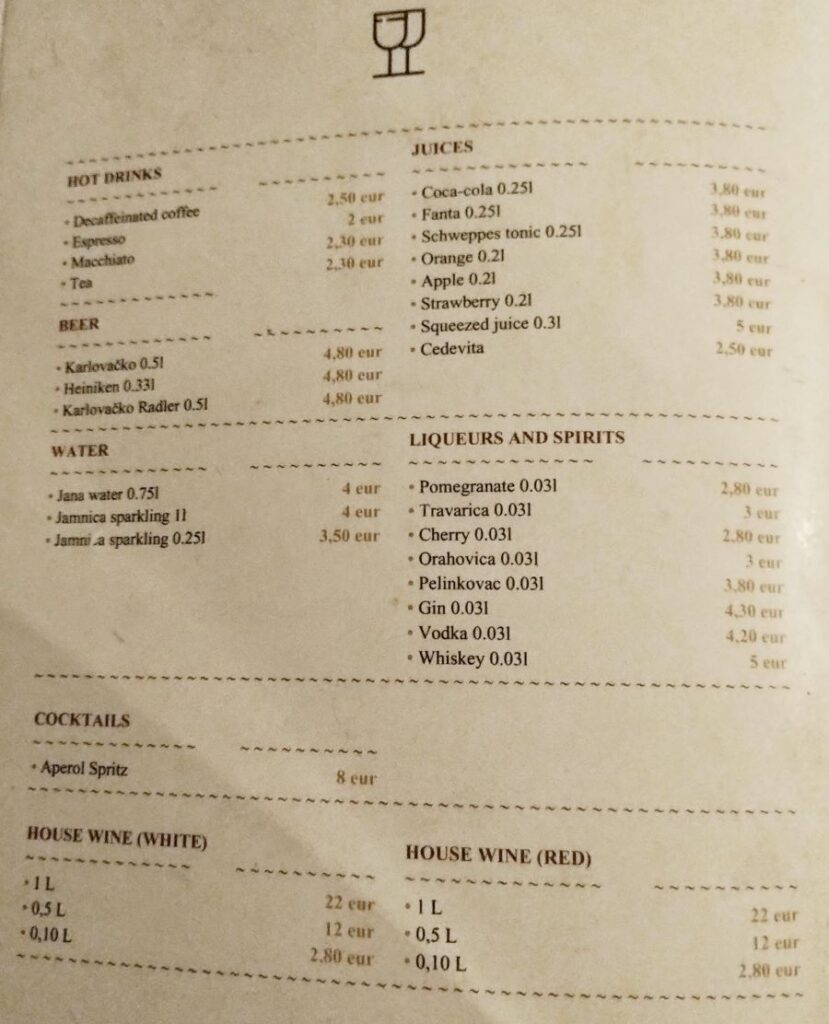 HOT DRINKS
• Decaffeinated coffee 2,50 eur
• Espresso 2 eur
• Macchiato 2,30 eur
• Tea 2,30 eur
BEER
• Karlovačko 0.5l 4,80 eur
• Heiniken 0.33l 4,80 eur
• Karlovačko Radler 0.5l 4,80 eur
WATER
• Jana water 0.75l 4 eur
• Jamnica sparkling 1l 4 eur
• Jamnica sparkling 0.25l 3,50 eur
JUICES
• Coca-cola 0.25l 3,80 eur
• Fanta 0.25l 3,80 eur
• Schweppes tonic 0.25l 3,80 eur
• Orange 0.2l 3,80 eur
• Apple 0.2l 3,80 eur
• Strawberry 0.2l 3,80 eur
• Squeezed juice 0.3l 5 eur
• Cedevita 2,50 eur
LIQUEURS AND SPIRITS
• Pomegranate 0.03l 2,80 eur
• Travarica 0.03l 3 eur
• Cherry 0.03l 2,80 eur
• Orahovica 0.03l 3 eur
• Pelinkovac 0.03l 3,80 eur
• Gin 0.03l 4,30 eur
• Vodka 0.03l 4,20 eur
• Whiskey 0.03l 5 eur
COCKTAILS
• Aperol Spritz 8 eur
HOUSE WINE (WHITE)
• 1 L 22 eur
• 0,5 L 12 eur
• 0,10 L 2,80 eur
HOUSE WINE (RED)
• 1 L 22 eur
• 0,5 L 12 eur
• 0,10 L 2,80 eur